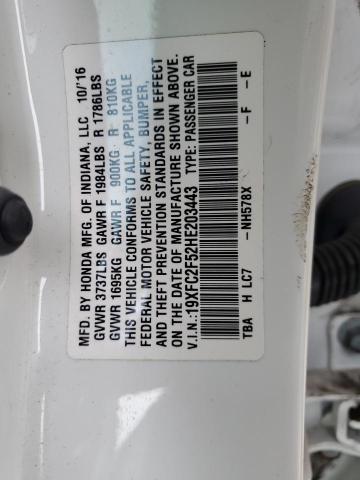 MFD. BY HONDA MFG. OF INDIANA, LLC 10/16
GVWR 3737LBS GAWR F 1984LBS R 1786LBS
GVWR 1695KG GAWR F 900KG R 810KG
THIS VEHICLE CONFORMS TO ALL APPLICABLE
FEDERAL MOTOR VEHICLE SAFETY, BUMPER,
AND THEFT PREVENTION STANDARDS IN EFFECT
ON THE DATE OF MANUFACTURE SHOWN ABOVE.
V.I.N.:19XFC2F52HE203443 TYPE: PASSENGER CAR
TBA H LC7 - NH578X - F - E